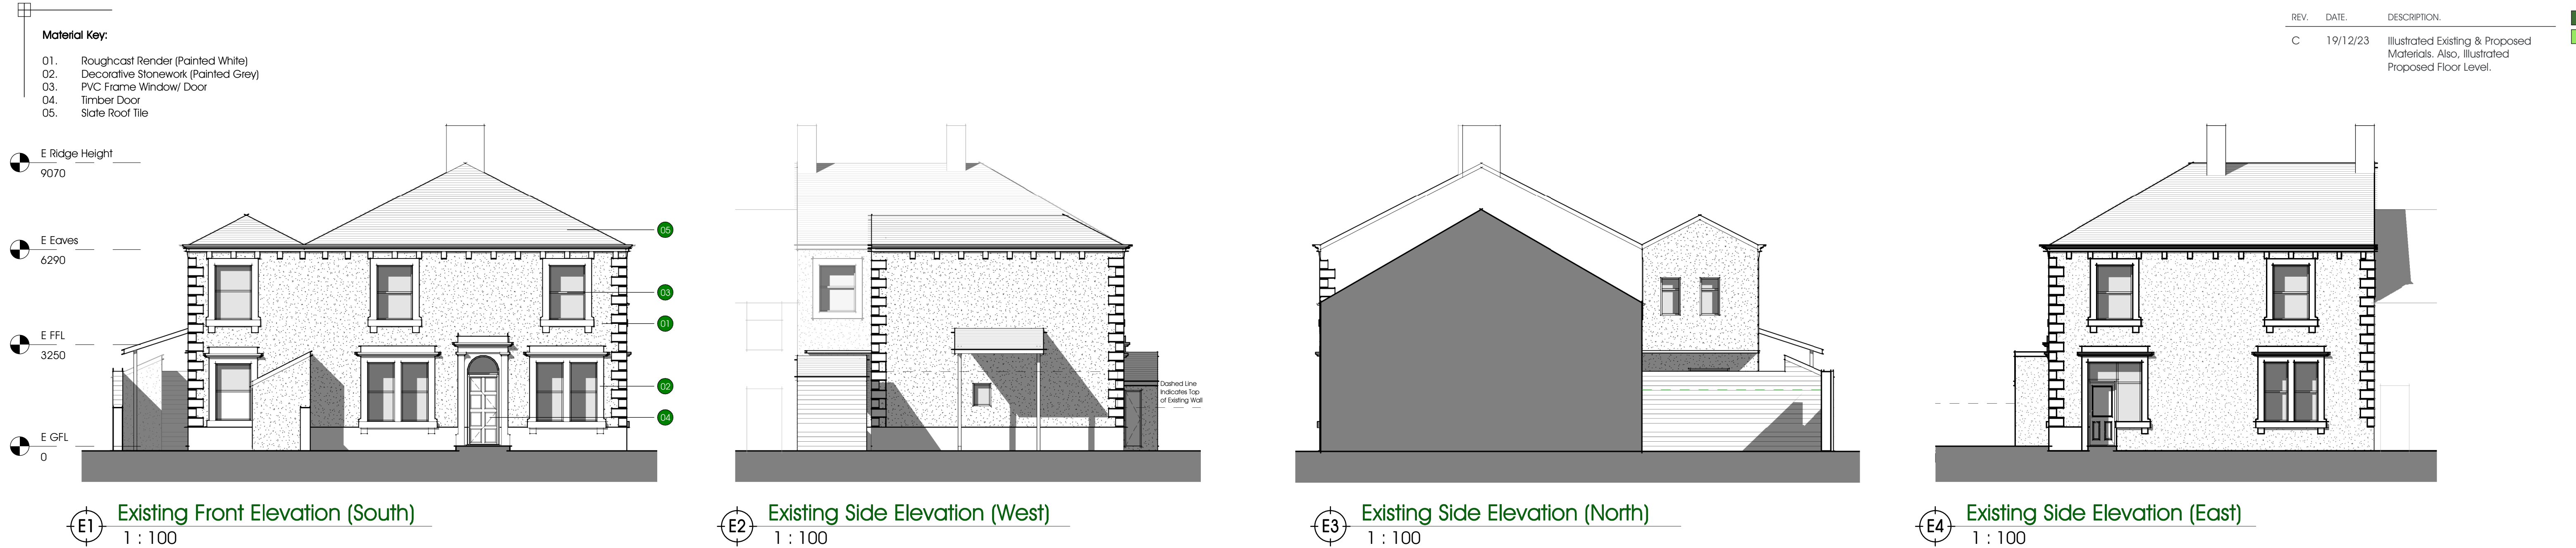 Material Key:
01. Roughcast Render (Painted White)
02. Decorative Stonework (Painted Grey)
03. PVC Frame Window/ Door
04. Timber Door
05. Slate Roof Tile
REV. DATE. DESCRIPTION.
C 19/12/23 Illustrated Existing & Proposed
Materials. Also, Illustrated
Proposed Floor Level.
E Ridge Height
9070
E Eaves
6290
E FFL
3250
E GFL
0
05
03
01
02
04
Dashed Line
Indicates Top
of Existing Wall
E1 Existing Front Elevation (South)
1 : 100
E2 Existing Side Elevation (West)
1 : 100
E3 Existing Side Elevation (North)
1 : 100
E4 Existing Side Elevation (East)
1 : 100